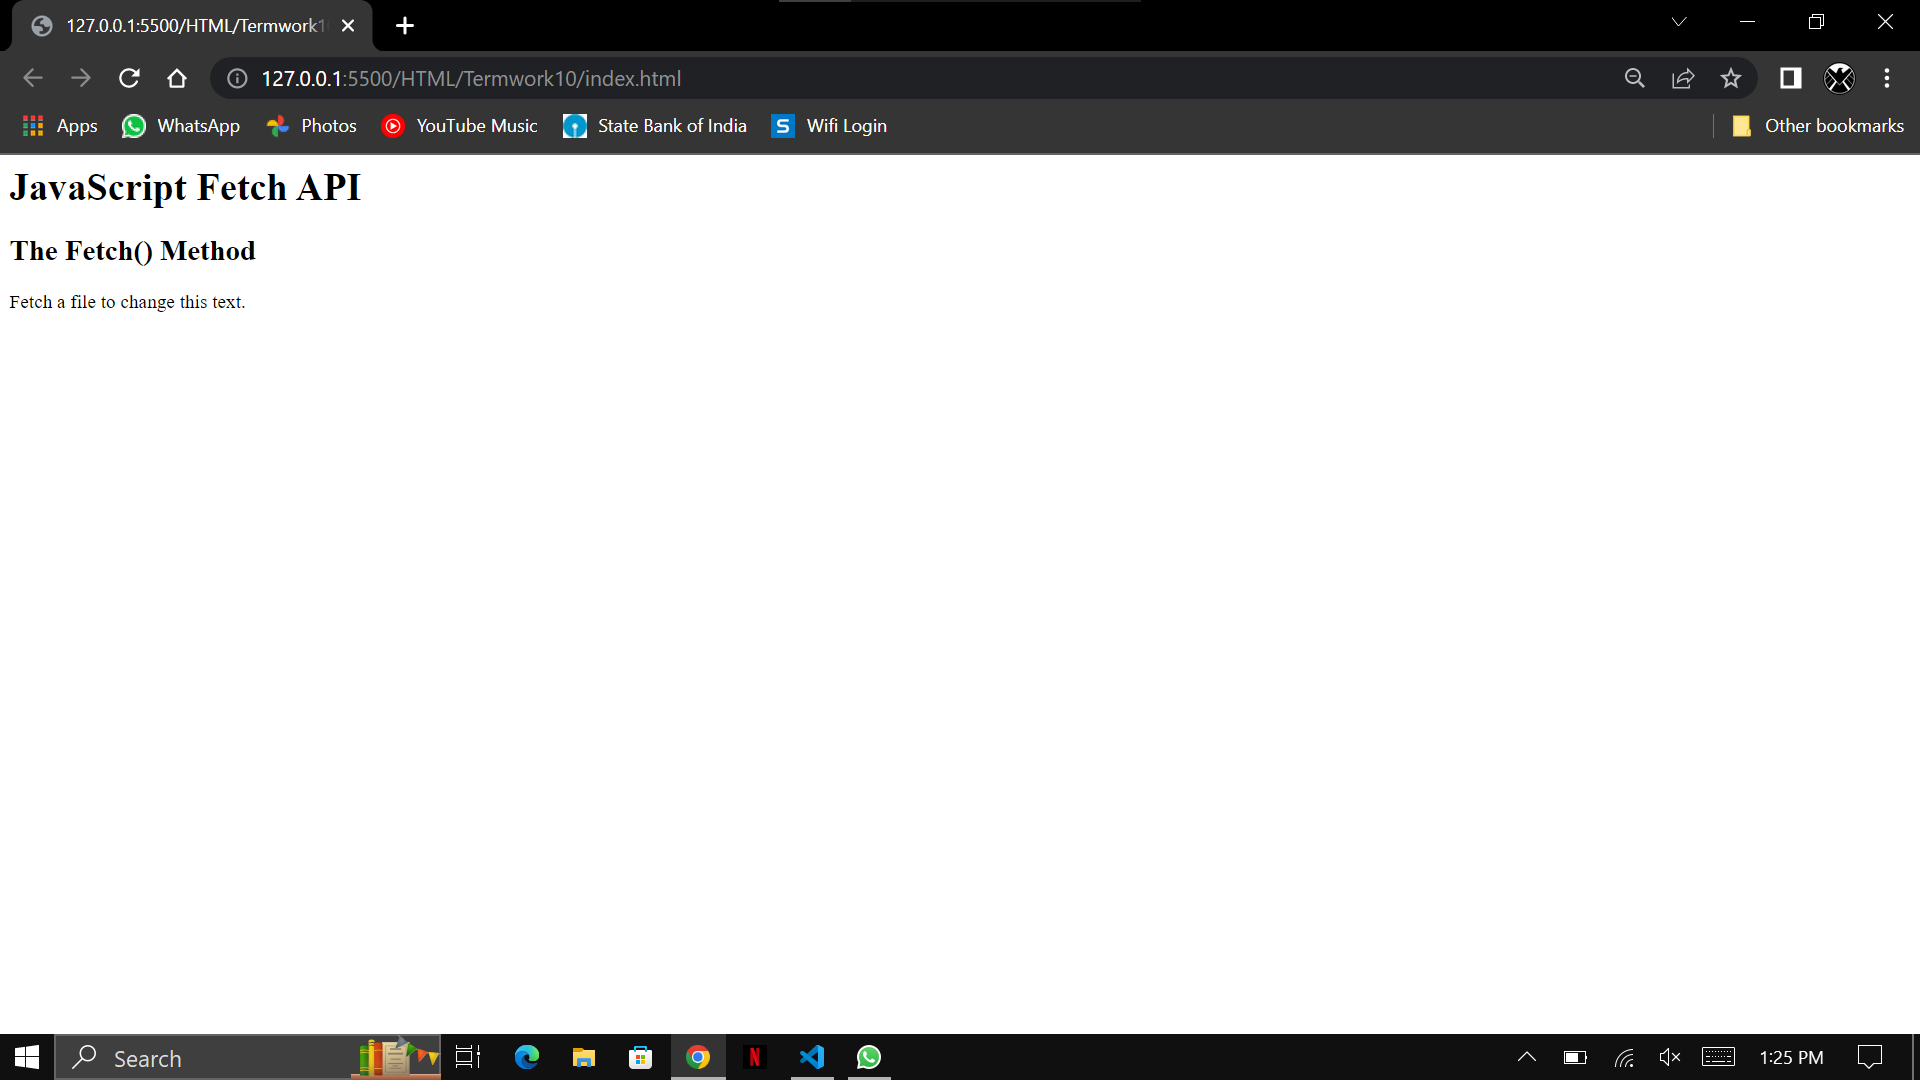 127.0.0.1:5500/HTML/Termwork1
127.0.0.1:5500/HTML/Termwork10/index.html
Apps WhatsApp Photos YouTube Music State Bank of India S Wifi Login Other bookmarks
JavaScript Fetch API
The Fetch() Method
Fetch a file to change this text.
Search N 1:25 PM